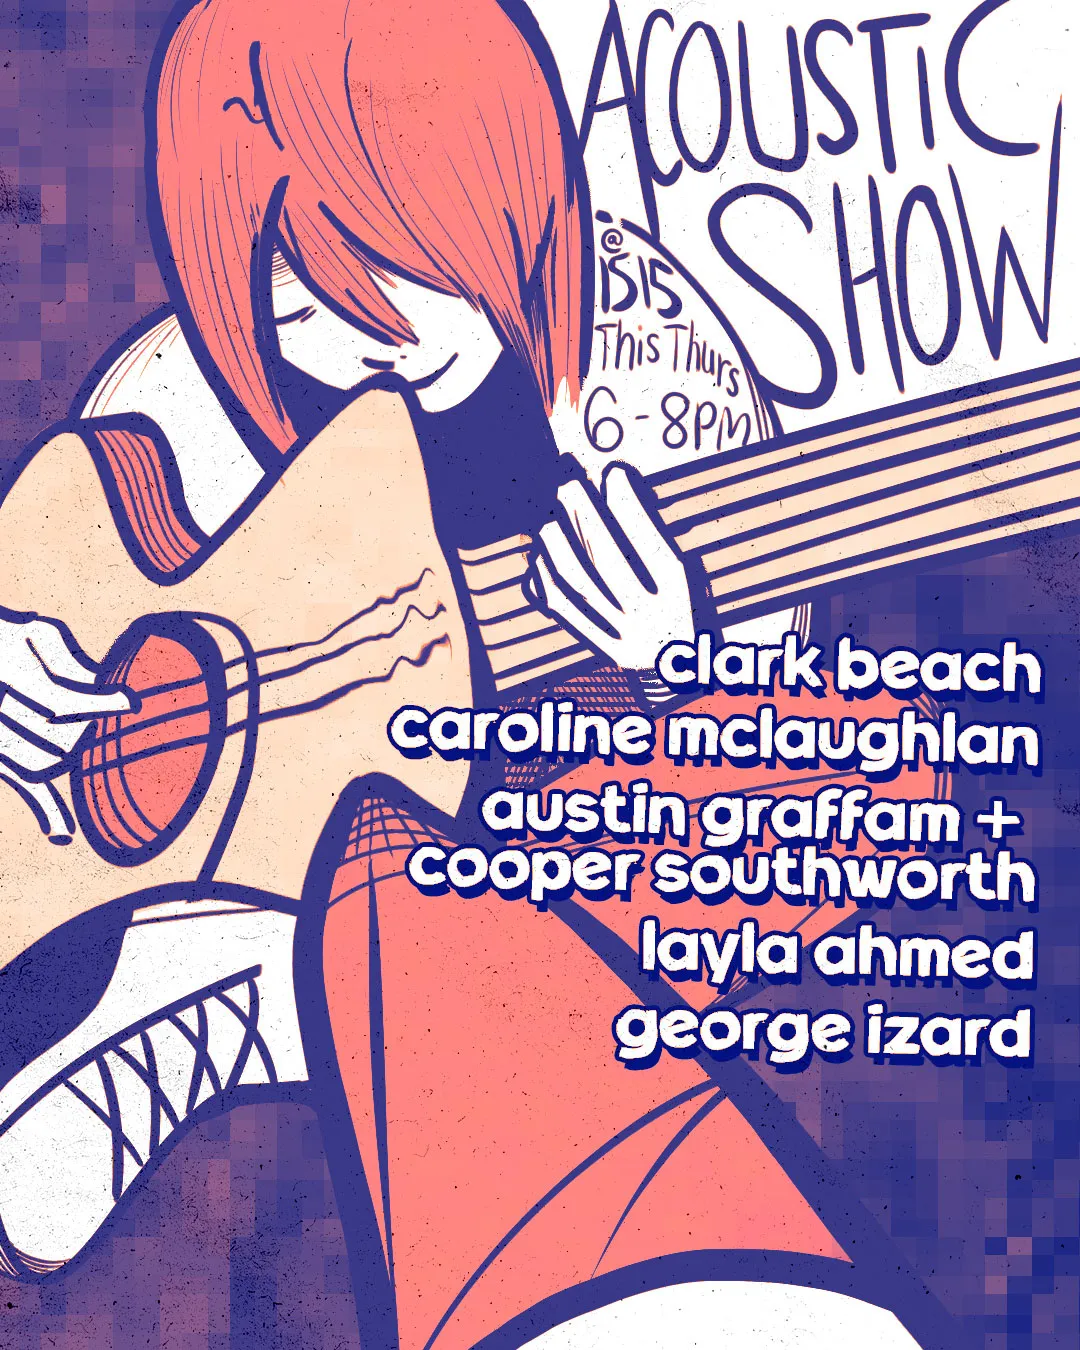 ACOUSTIC
SHOW
@
1515
This Thurs
6-8PM
clark beach
caroline mclaughlan
austin graffam +
cooper southworth
layla ahmed
george izard